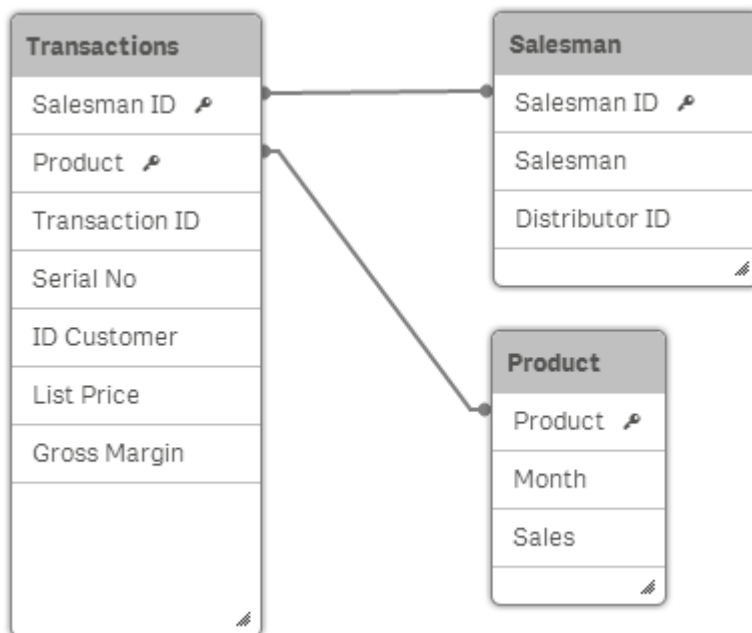 Transactions
Salesman ID
Product
Transaction ID
Serial No
ID Customer
List Price
Gross Margin
Salesman
Salesman ID
Salesman
Distributor ID
Product
Product
Month
Sales